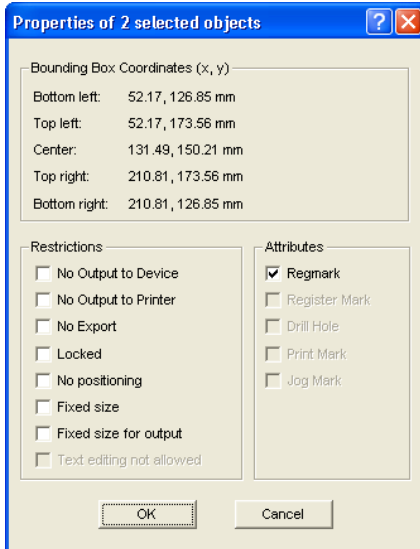 Properties of 2 selected objects
Bounding Box Coordinates (x, y)
Bottom left: 52.17, 126.85 mm
Top left: 52.17, 173.56 mm
Center: 131.49, 150.21 mm
Top right: 210.81, 173.56 mm
Bottom right: 210.81, 126.85 mm
Restrictions
No Output to Device
No Output to Printer
No Export
Locked
No positioning
Fixed size
Fixed size for output
Text editing not allowed
Attributes
Regmark
Register Mark
Drill Hole
Print Mark
Jog Mark
OK Cancel